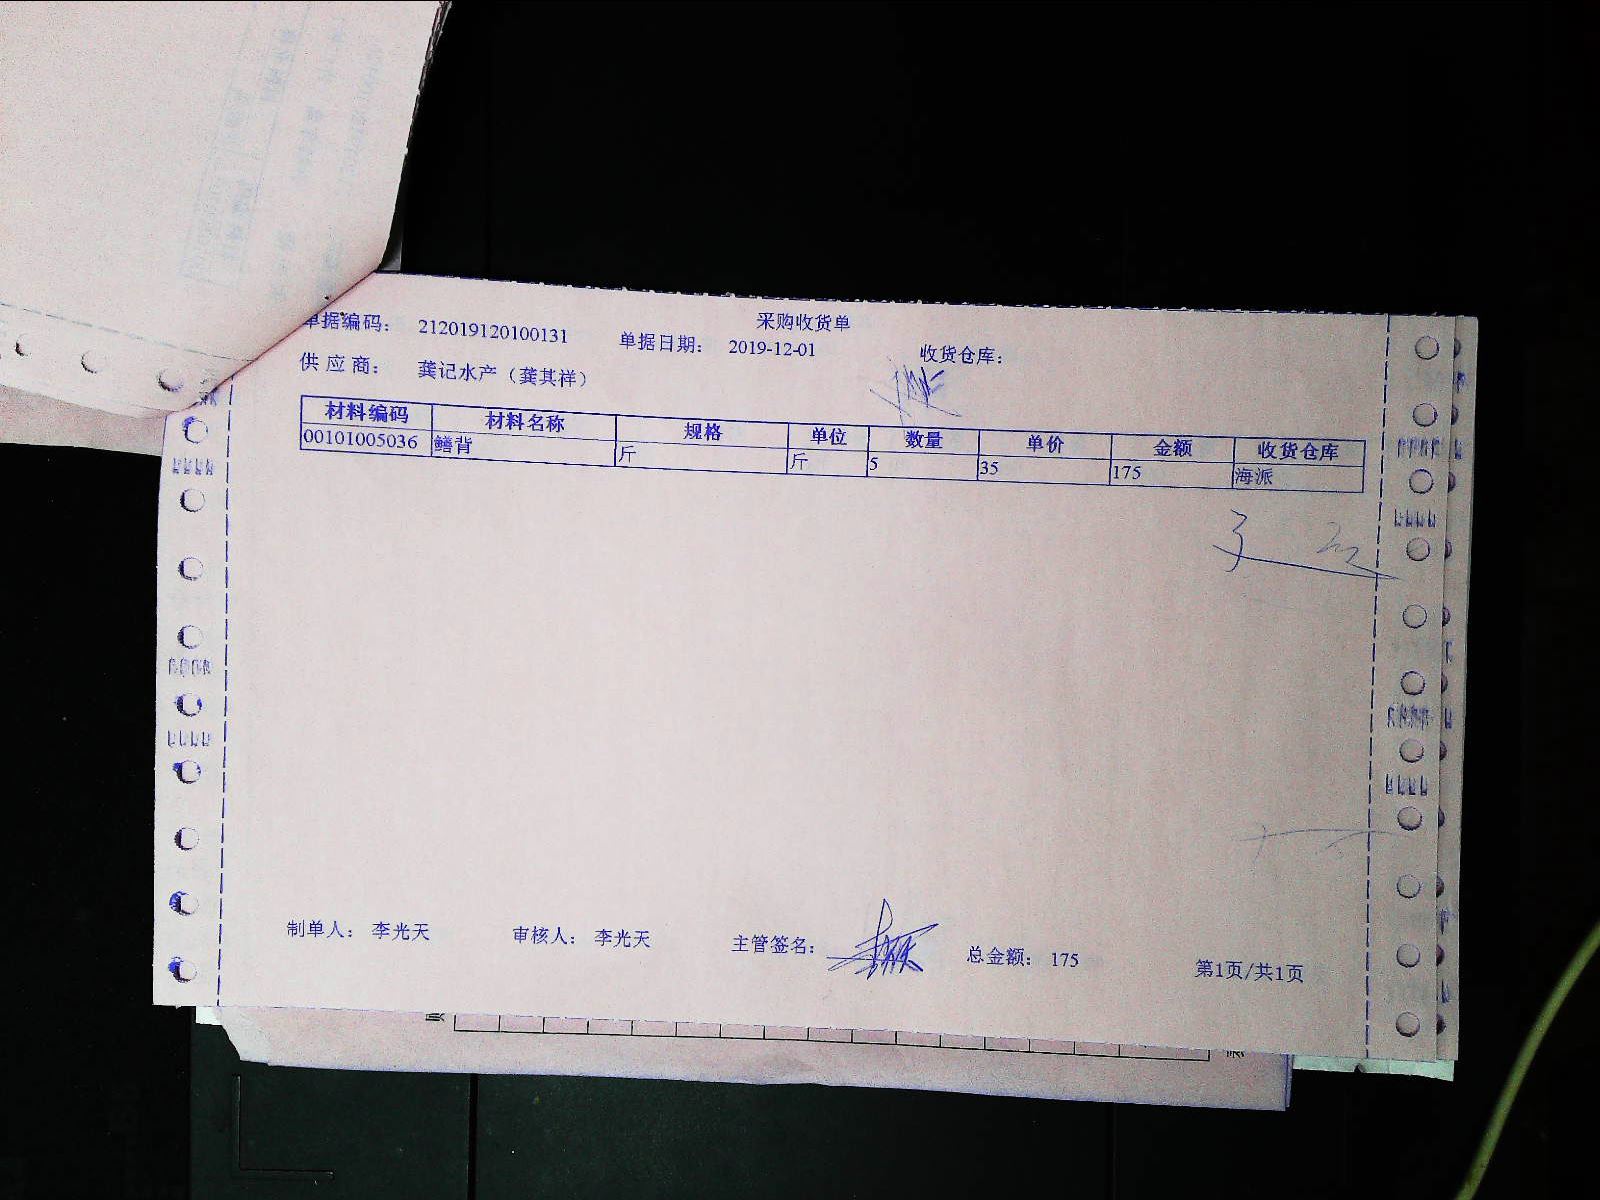 采购收货单
单据编码： 212019120100131 单据日期： 2019-12-01 收货仓库：
供应商： 龚记水产（龚其祥）
材料编码 材料名称 规格 单位 数量 单价 金额 收货仓库
00101005036 鳝背 斤 斤 5 35 175 海派
制单人： 李光天 审核人： 李光天 主管签名： 总金额： 175 第1页/共1页